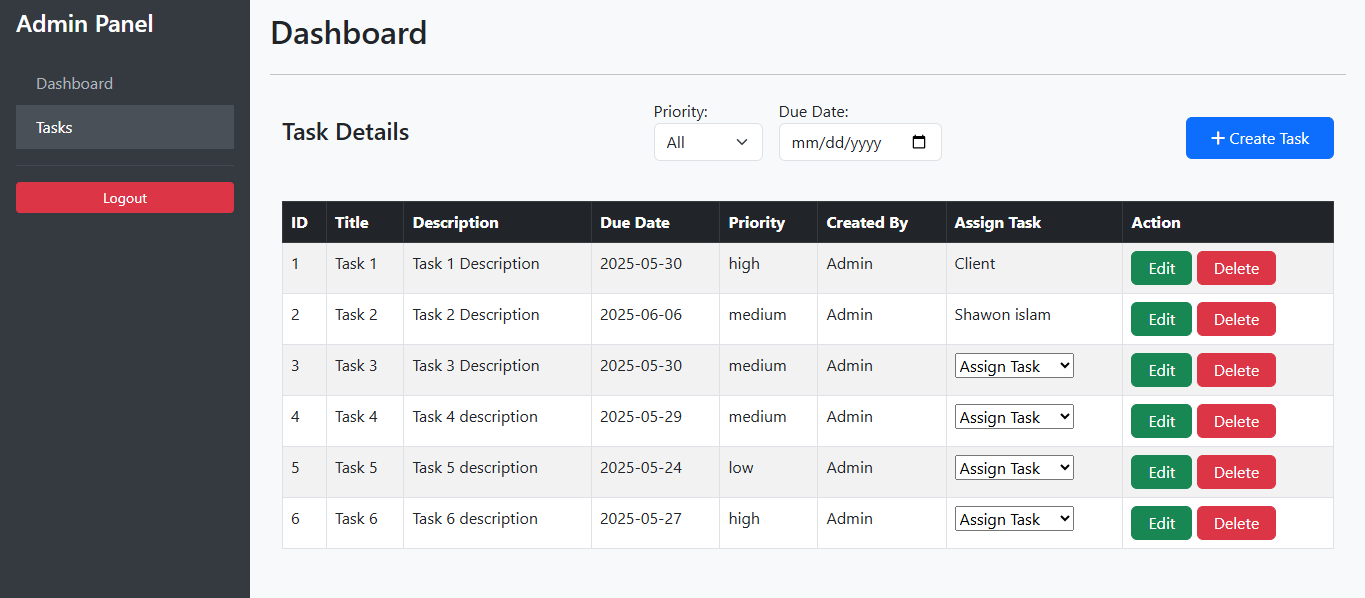 Admin Panel
Dashboard
Tasks
Logout
Dashboard
Task Details
Priority:
All
Due Date:
mm/dd/yyyy
+ Create Task
ID Title Description Due Date Priority Created By Assign Task Action
1 Task 1 Task 1 Description 2025-05-30 high Admin Client Edit Delete
2 Task 2 Task 2 Description 2025-06-06 medium Admin Shawon islam Edit Delete
3 Task 3 Task 3 Description 2025-05-30 medium Admin Assign Task Edit Delete
4 Task 4 Task 4 description 2025-05-29 medium Admin Assign Task Edit Delete
5 Task 5 Task 5 description 2025-05-24 low Admin Assign Task Edit Delete
6 Task 6 Task 6 description 2025-05-27 high Admin Assign Task Edit Delete